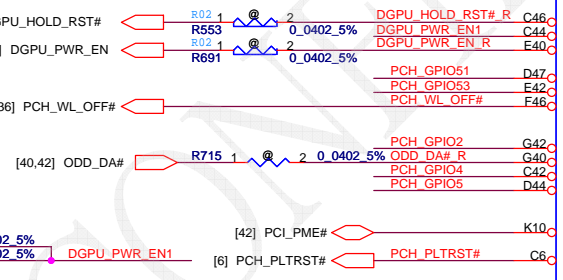 GPU_HOLD_RST# R02 1 @ 2 DGPU_HOLD_RST#_R C46
R553 0_0402_5% DGPU_PWR_EN1 C44
DGPU_PWR_EN R02 1 @ 2 DGPU_PWR_EN_R E40
R691 0_0402_5%
PCH_GPIO51 D47
PCH_GPIO53 E42
36] PCH_WL_OFF# PCH_WL_OFF# F46
PCH_GPIO2 G42
[40,42] ODD_DA# R715 1 @ 2 0_0402_5% ODD_DA#_R G40
PCH_GPIO4 C42
PCH_GPIO5 D44
[42] PCI_PME# K10
02_5%
02_5% DGPU_PWR_EN1 [6] PCH_PLTRST# PCH_PLTRST# C6